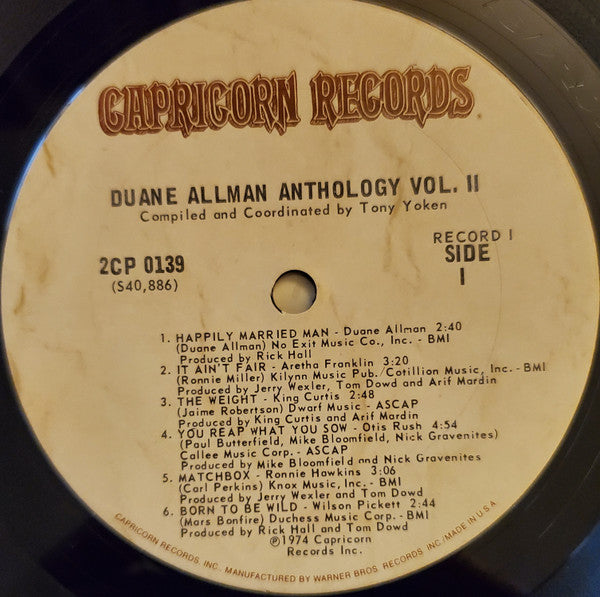 CAPRICORN RECORDS
DUANE ALLMAN ANTHOLOGY VOL. II
Compiled and Coordinated by Tony Yoken
2CP 0139
(S40,886)
RECORD I
SIDE
I
1. HAPPILY MARRIED MAN - Duane Allman 2:40
(Duane Allman) No Exit Music Co., Inc. - BMI
Produced by Rick Hall
2. IT AIN'T FAIR - Aretha Franklin 3:20
(Ronnie Miller) Kilynn Music Pub./Cotillion Music, Inc. - BMI
Produced by Jerry Wexler, Tom Dowd and Arif Mardin
3. THE WEIGHT - King Curtis 2:48
(Jaime Robertson) Dwarf Music - ASCAP
Produced by King Curtis and Arif Mardin
4. YOU REAP WHAT YOU SOW - Otis Rush 4:54
(Paul Butterfield, Mike Bloomfield, Nick Gravenites)
Callee Music Corp. - ASCAP
Produced by Mike Bloomfield and Nick Gravenites
5. MATCHBOX - Ronnie Hawkins 3:06
(Carl Perkins) Knox Music, Inc. - BMI
Produced by Jerry Wexler and Tom Dowd
6. BORN TO BE WILD - Wilson Pickett 2:44
(Mars Bonfire) Duchess Music Corp. - BMI
Produced by Rick Hall and Tom Dowd
℗1974 Capricorn
Records Inc.
CAPRICORN RECORDS, INC. MANUFACTURED BY WARNER BROS. RECORDS INC./MADE IN U.S.A.